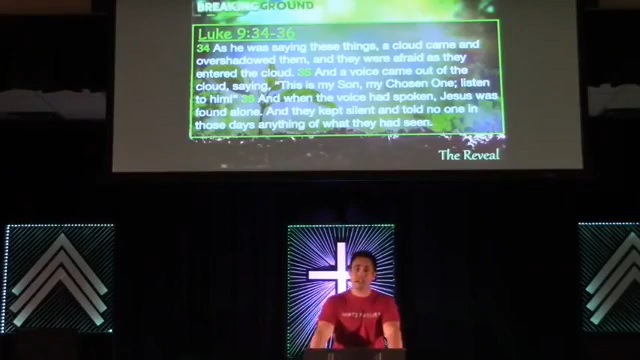 BREAKING GROUND
Luke 9:34-36
34 As he was saying these things, a cloud came and
overshadowed them, and they were afraid as they
entered the cloud. 35 And a voice came out of the
cloud, saying, “This is my Son, my Chosen One; listen
to him!” 36 And when the voice had spoken, Jesus was
found alone. And they kept silent and told no one in
those days anything of what they had seen.
The Reveal